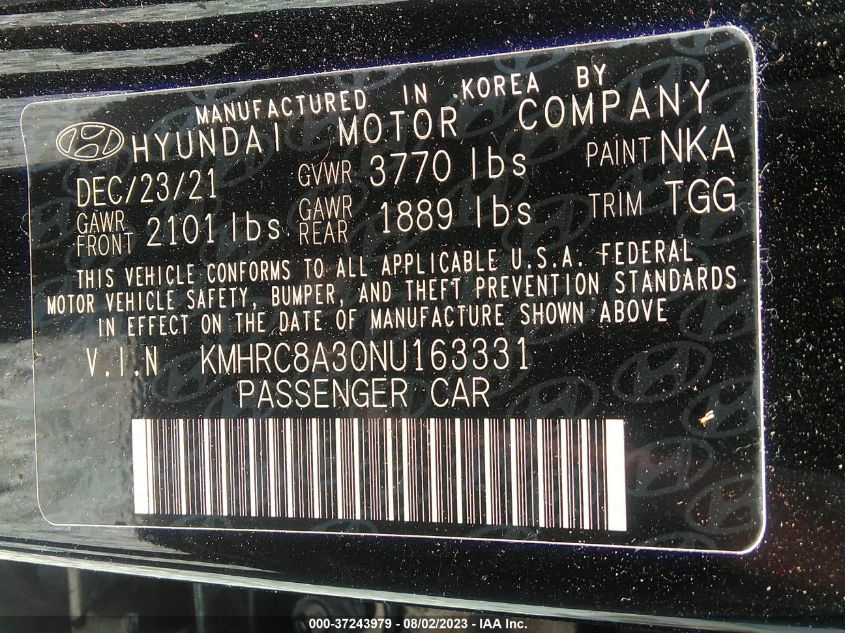 MANUFACTURED IN KOREA BY
HYUNDAI MOTOR COMPANY
DEC/23/21 GVWR 3770 lbs PAINT NKA
GAWR FRONT 2101 lbs GAWR REAR 1889 lbs TRIM TGG
THIS VEHICLE CONFORMS TO ALL APPLICABLE U.S.A. FEDERAL
MOTOR VEHICLE SAFETY, BUMPER, AND THEFT PREVENTION STANDARDS
IN EFFECT ON THE DATE OF MANUFACTURE SHOWN ABOVE
V.I.N KMHRC8A30NU163331
PASSENGER CAR
000-37243979 - 08/02/2023 - IAA Inc.